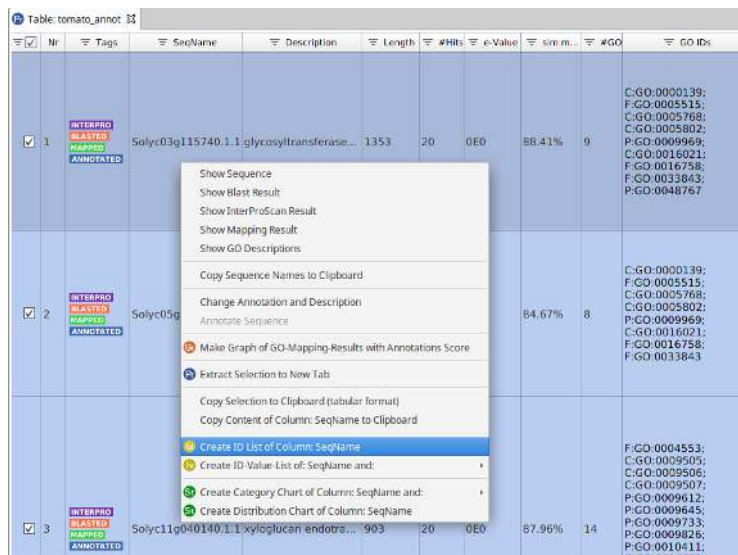 Table: tomato_annot
Nr Tags SeqName Description Length #Hits e-Value sim m... #GO GO IDs
C:GO:0000139;
F:GO:0005515;
C:GO:0005768;
C:GO:0005802;
P:GO:0009969;
C:GO:0016021;
F:GO:0016758;
F:GO:0033843;
P:GO:0048767
1 INTERPRO Solyc03g115740.1.1 glycosyltransferase... 1353 20 0E0 88.41% 9
BLASTED
MAPPED
ANNOTATED
Show Sequence
Show Blast Result
Show InterProScan Result
Show Mapping Result
Show GO Descriptions
Copy Sequence Names to Clipboard
Change Annotation and Description
Annotate Sequence
Make Graph of GO-Mapping-Results with Annotations Score
Extract Selection to New Tab
Copy Selection to Clipboard (tabular format)
Copy Content of Column: SeqName to Clipboard
Create ID List of Column: SeqName
Create ID-Value-List of: SeqName and:
Create Category Chart of Column: SeqName and:
Create Distribution Chart of Column: SeqName
C:GO:0000139;
F:GO:0005515;
C:GO:0005768;
C:GO:0005802;
P:GO:0009969;
C:GO:0016021;
F:GO:0016758;
F:GO:0033843
2 INTERPRO Solyc05g 84.67% 8
BLASTED
MAPPED
ANNOTATED
F:GO:0004553;
C:GO:0009505;
C:GO:0009506;
C:GO:0009507;
P:GO:0009612;
P:GO:0009645;
P:GO:0009733;
P:GO:0009826;
P:GO:0010411;
3 INTERPRO Solyc11g040140.1.1 xyloglucan endotra... 903 20 0E0 87.96% 14
BLASTED
MAPPED
ANNOTATED